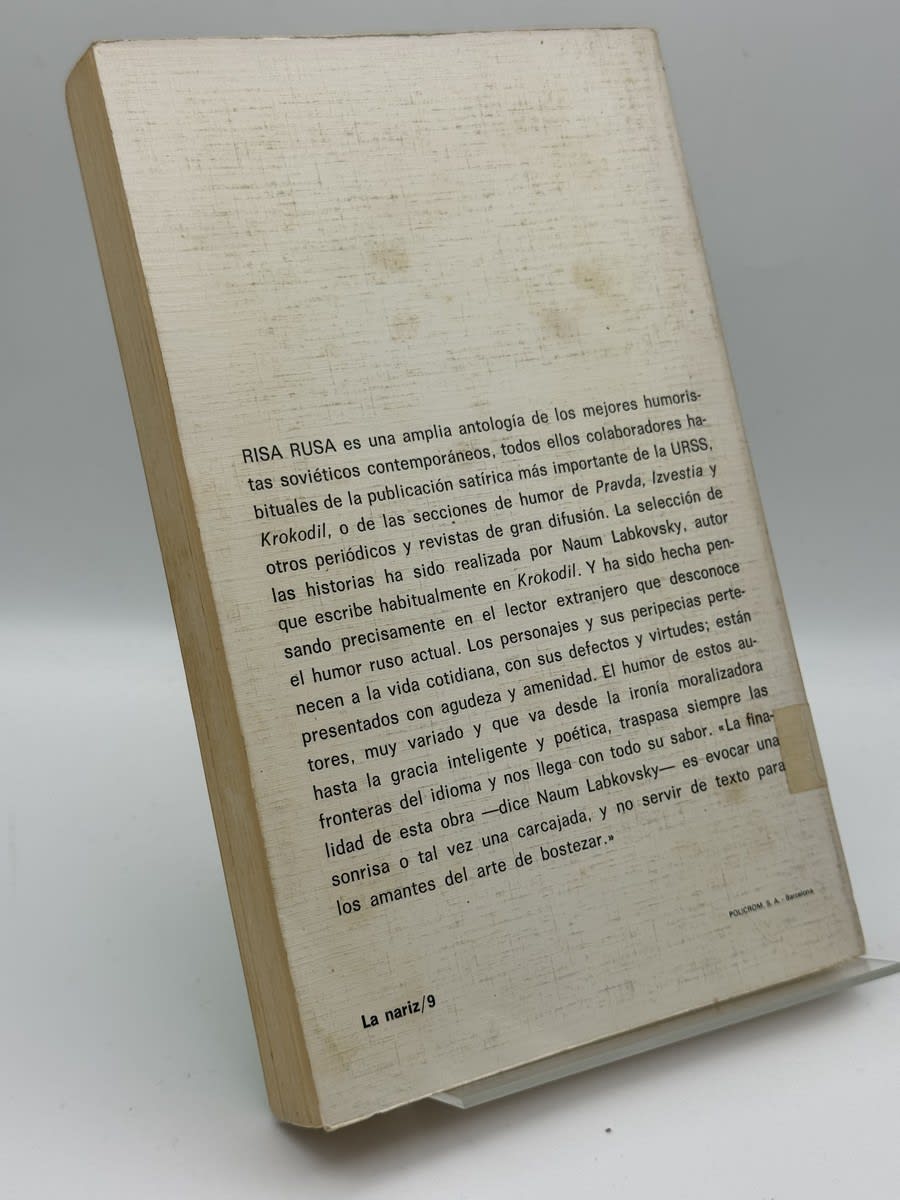 RISA RUSA es una amplia antología de los mejores humoris-
tas soviéticos contemporáneos, todos ellos colaboradores ha-
bituales de la publicación satírica más importante de la URSS,
Krokodil, o de las secciones de humor de Pravda, Izvestia y
otros periódicos y revistas de gran difusión. La selección de
las historias ha sido realizada por Naum Labkovsky, autor
que escribe habitualmente en Krokodil. Y ha sido hecha pen-
sando precisamente en el lector extranjero que desconoce
el humor ruso actual. Los personajes y sus peripecias perte-
necen a la vida cotidiana, con sus defectos y virtudes; están
presentados con agudeza y amenidad. El humor de estos au-
tores, muy variado y que va desde la ironía moralizadora
hasta la gracia inteligente y poética, traspasa siempre las
fronteras del idioma y nos llega con todo su sabor. «La fina-
lidad de esta obra —dice Naum Labkovsky— es evocar una
sonrisa o tal vez una carcajada, y no servir de texto para
los amantes del arte de bostezar.»
POLICROM, S. A. - Barcelona
La nariz/9